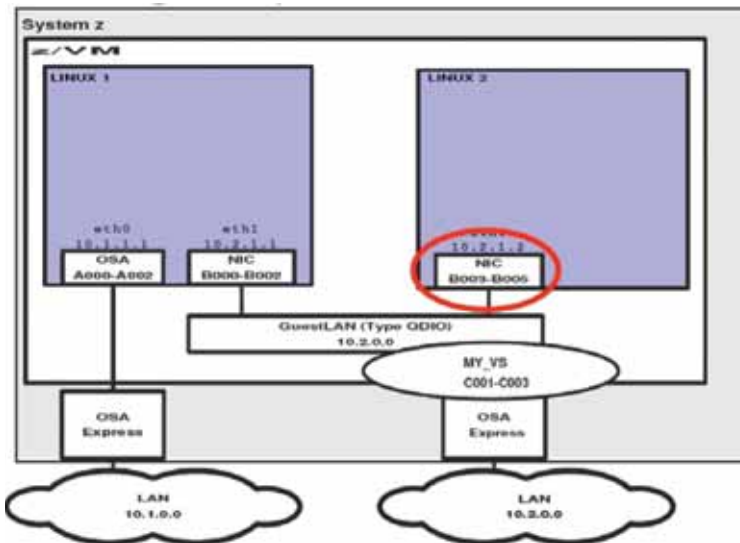 System z
z/VM
LINUX 1
LINUX 2
eth0
10.1.1.1
OSA
A000-A002
eth1
10.2.1.1
NIC
B000-B002
10.2.1.2
NIC
B003-B005
GuestLAN (Type QDIO)
10.2.0.0
MY_VS
C001-C003
OSA
Express
OSA
Express
LAN
10.1.0.0
LAN
10.2.0.0